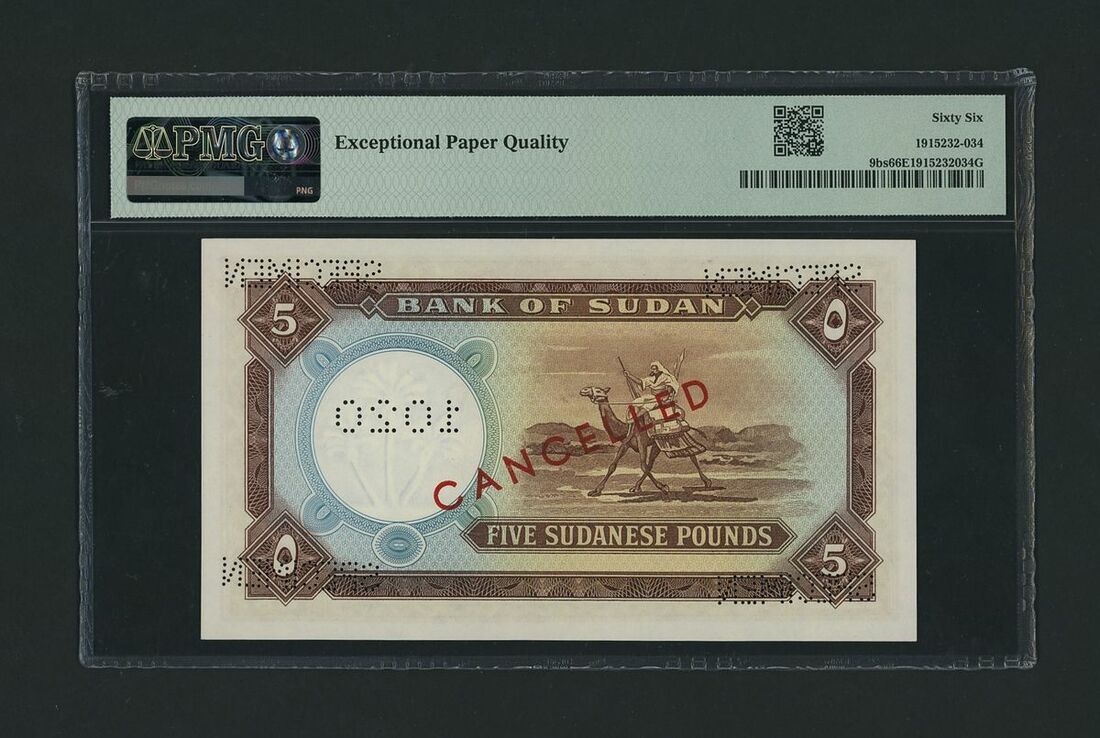 PMG
PNG
Exceptional Paper Quality
Sixty Six
1915232-034
9bs66E1915232034G
BANK OF SUDAN
5
٥
CANCELLED
FIVE SUDANESE POUNDS
٥
5